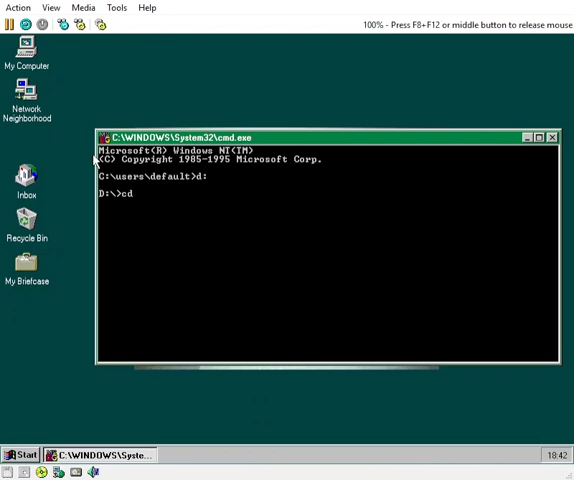 Action View Media Tools Help
100% - Press F8+F12 or middle button to release mouse
My Computer
Network
Neighborhood
Inbox
Recycle Bin
My Briefcase
C:\WINDOWS\System32\cmd.exe
Microsoft(R) Windows NT(TM)
(C) Copyright 1985-1995 Microsoft Corp.
C:\users\default>d:
D:\>cd
Start
C:\WINDOWS\Syste...
18:42